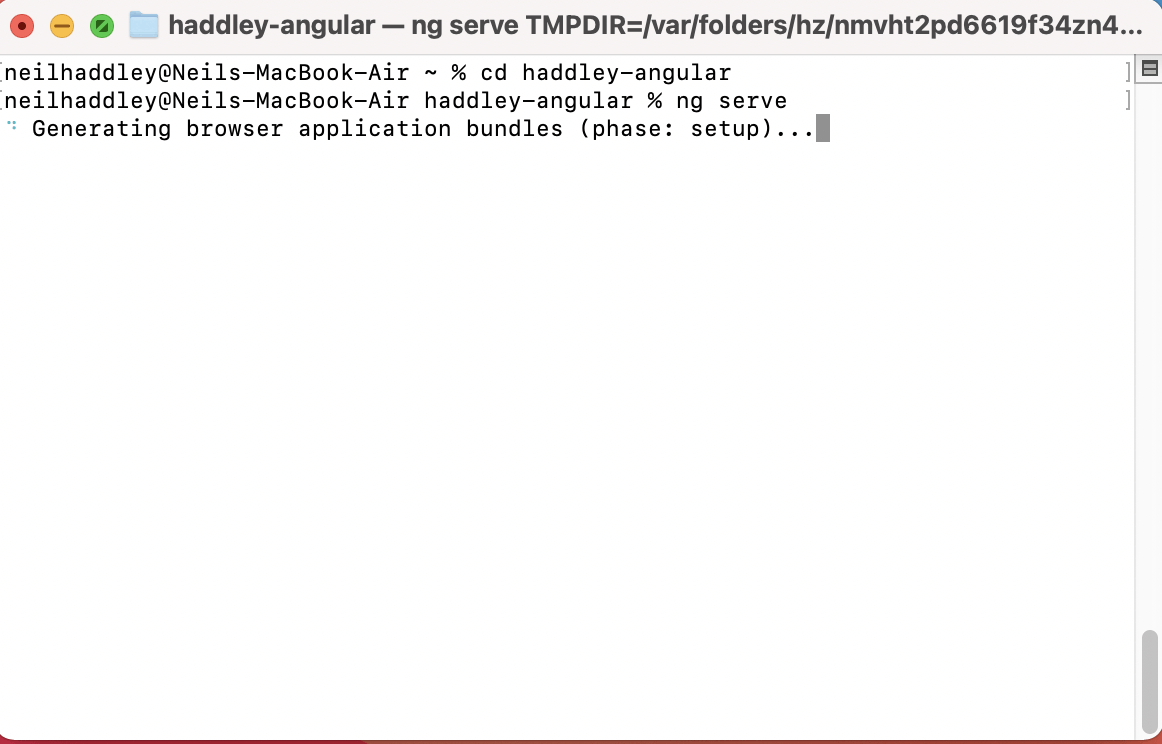 haddley-angular — ng serve TMPDIR=/var/folders/hz/nmvht2pd6619f34zn4...
[neilhaddley@Neils-MacBook-Air ~ % cd haddley-angular ]
[neilhaddley@Neils-MacBook-Air haddley-angular % ng serve ]
⠙ Generating browser application bundles (phase: setup)...